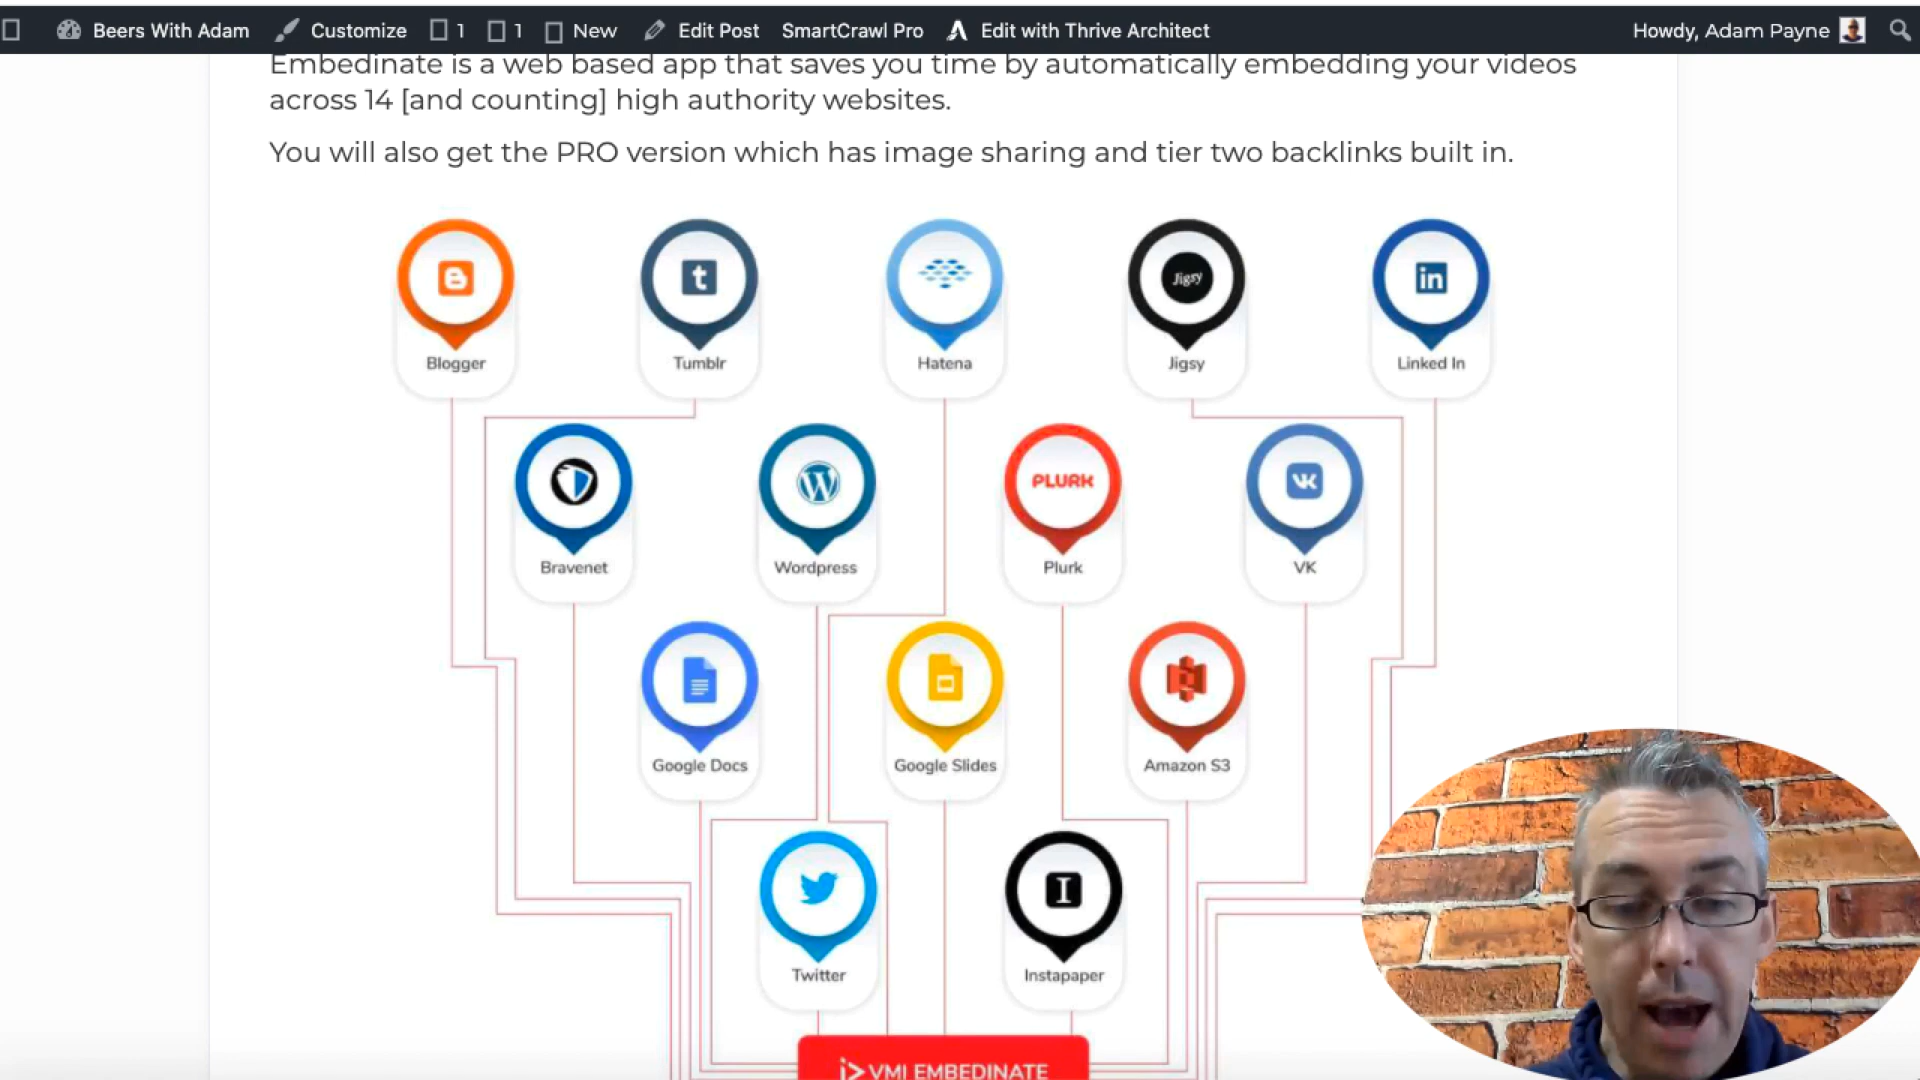 Beers With Adam Customize 1 1 New Edit Post SmartCrawl Pro Edit with Thrive Architect Howdy, Adam Payne
Embedinate is a web based app that saves you time by automatically embedding your videos
across 14 [and counting] high authority websites.
You will also get the PRO version which has image sharing and tier two backlinks built in.
Jigsy in
Blogger Tumblr Hatena Jigsy Linked In
PLURK
Bravenet Wordpress Plurk VK
Google Docs Google Slides Amazon S3
Twitter Instapaper
VMI EMBEDINATE